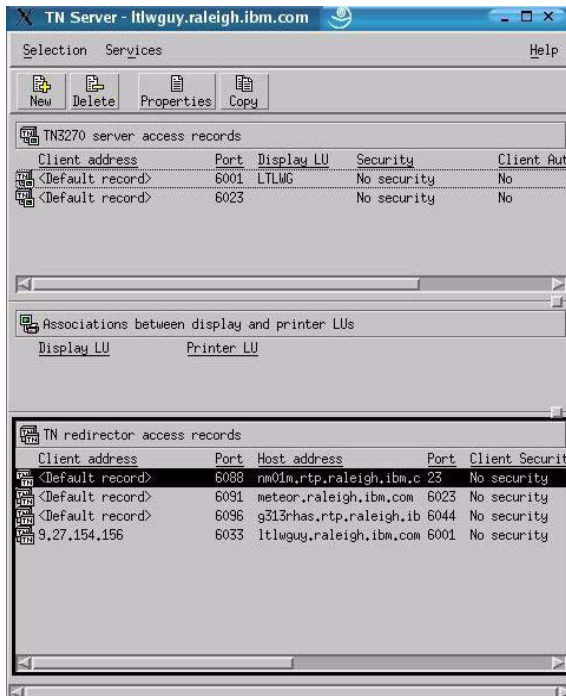 TN Server - ltlwguy.raleigh.ibm.com
Selection Services Help
New Delete Properties Copy
TN3270 server access records
Client address Port Display LU Security Client Aut
<Default record> 6001 LTLWG No security No
<Default record> 6023 No security No
Associations between display and printer LUs
Display LU Printer LU
TN redirector access records
Client address Port Host address Port Client Securit
<Default record> 6088 nm01m.rtp.raleigh.ibm.c 23 No security
<Default record> 6091 meteor.raleigh.ibm.com 6023 No security
<Default record> 6096 g313rhas.rtp.raleigh.ib 6044 No security
9.27.154.156 6033 ltlwguy.raleigh.ibm.com 6001 No security